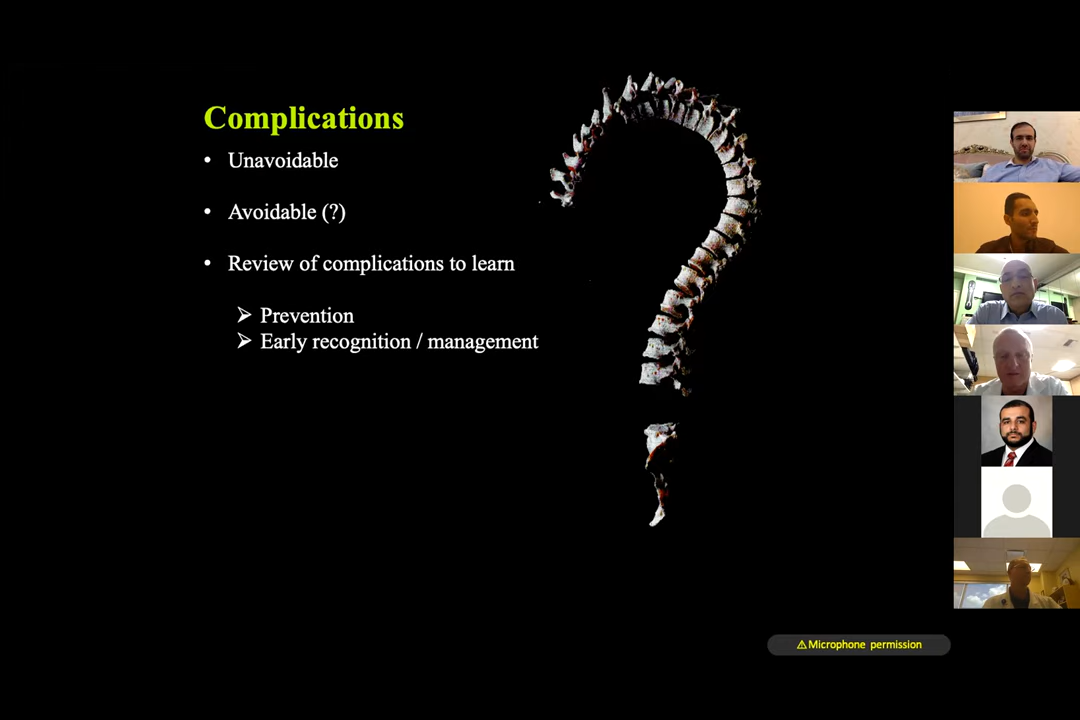 Complications
• Unavoidable
• Avoidable (?)
• Review of complications to learn
➢ Prevention
➢ Early recognition / management
⚠Microphone permission